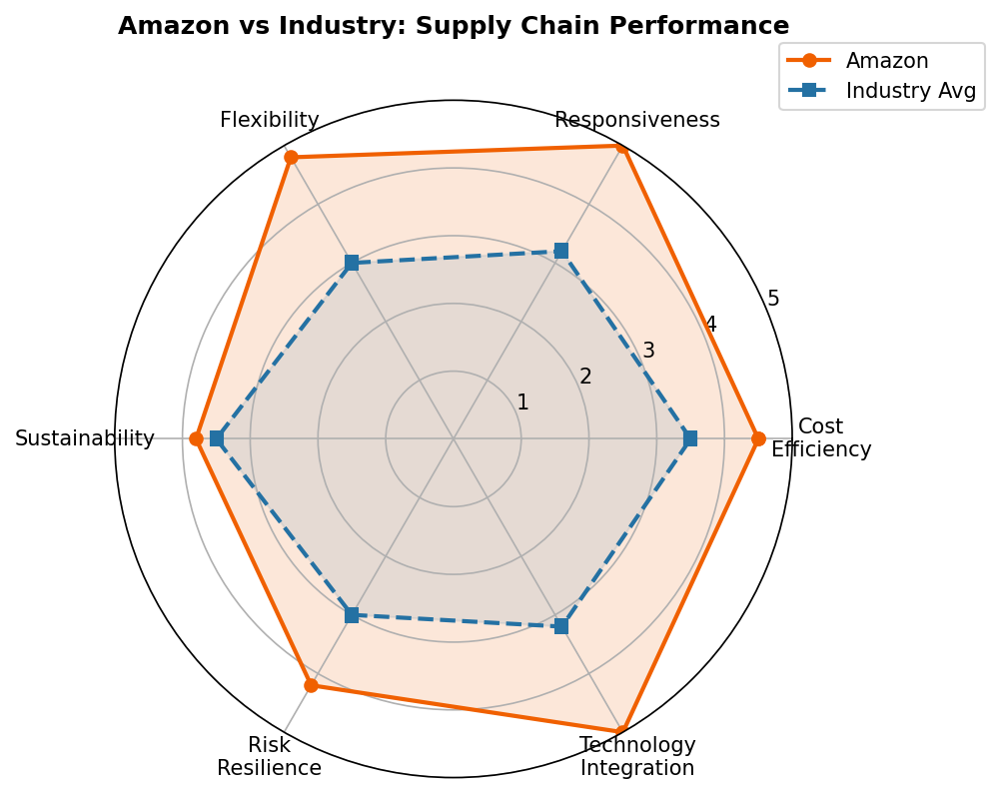 Amazon vs Industry: Supply Chain Performance
Amazon
Industry Avg
Flexibility
Responsiveness
5
4
3
2
1
Sustainability
Cost
Efficiency
Risk
Resilience
Technology
Integration